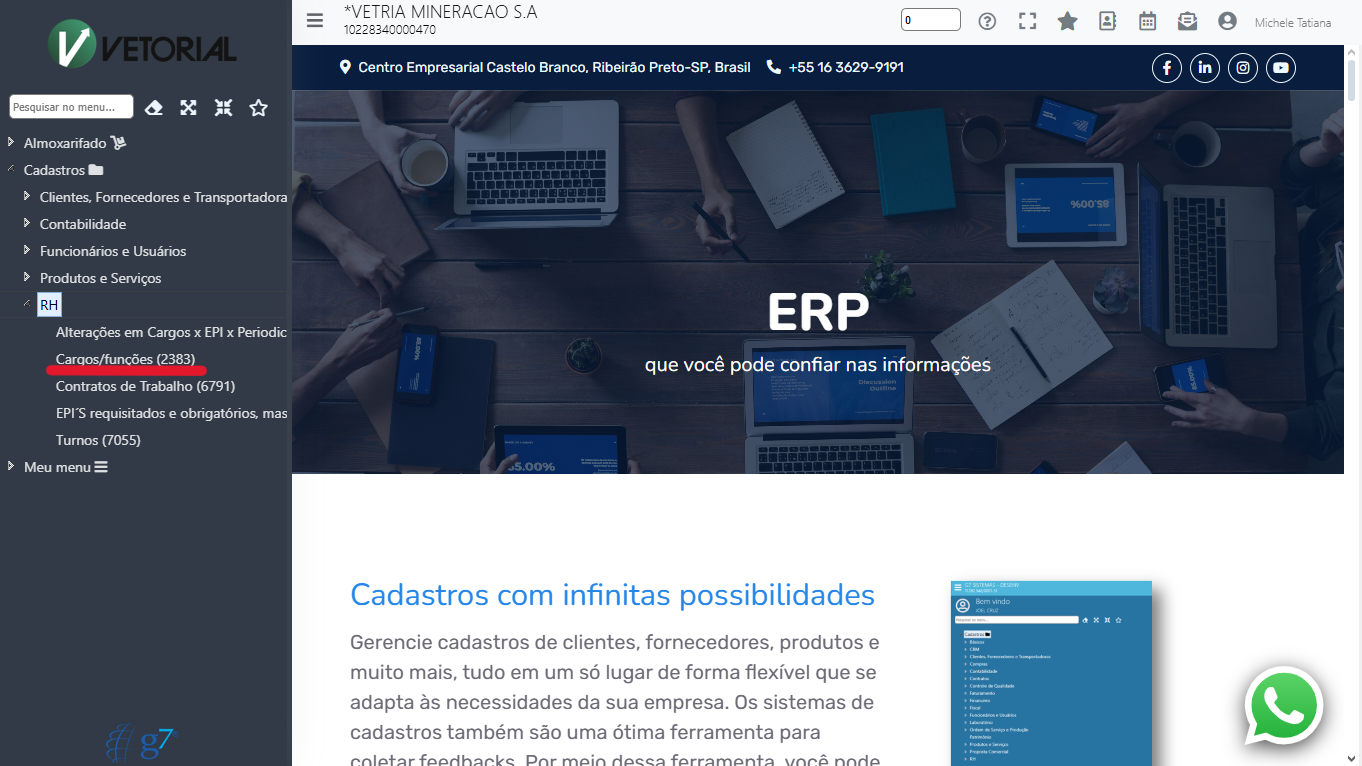 VETORIAL
*VETRIA MINERACAO S.A
10228340000470
0
Michele Tatiana
Centro Empresarial Castelo Branco, Ribeirão Preto-SP, Brasil
+55 16 3629-9191
Pesquisar no menu...
Almoxarifado
Cadastros
Clientes, Fornecedores e Transportadora
Contabilidade
Funcionários e Usuários
Produtos e Serviços
RH
Alterações em Cargos x EPI x Periodic
Cargos/funções (2383)
Contratos de Trabalho (6791)
EPI´S requisitados e obrigatórios, mas
Turnos (7055)
Meu menu
g7
ERP
que você pode confiar nas informações
85.00%
Discussion
Outline
85.00%
Cadastros com infinitas possibilidades
Gerencie cadastros de clientes, fornecedores, produtos e
muito mais, tudo em um só lugar de forma flexível que se
adapta às necessidades da sua empresa. Os sistemas de
cadastros também são uma ótima ferramenta para
coletar feedbacks. Por meio dessa ferramenta, você pode
Bem vindo
Pesquisar no menu...
Cadastros
Básicos
CRM
Clientes, Fornecedores e Transportadoras
Compras
Contabilidade
Contratos
Controle de Qualidade
Faturamento
Financeiro
Fiscal
Funcionários e Usuários
Laboratório
Ordem de Serviço e Produção
Patrimônio
Produtos e Serviços
Proposta Comercial
RH